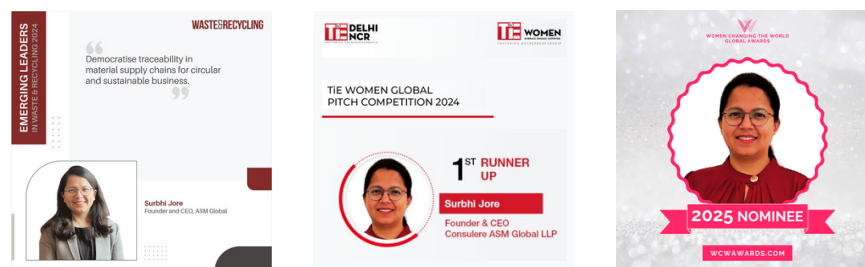 EMERGING LEADERS
IN WASTE & RECYCLING 2024
WASTE&RECYCLING
Democratise traceability in
material supply chains for circular
and sustainable business.
Surbhi Jore
Founder and CEO, ASM Global
TiE DELHI
NCR
TiE WOMEN
TiE WOMEN GLOBAL
PITCH COMPETITION 2024
1ST RUNNER
UP
Surbhi Jore
Founder & CEO
Consulere ASM Global LLP
WOMEN CHANGING THE WORLD
GLOBAL AWARDS
2025 NOMINEE
WCWAWARDS.COM